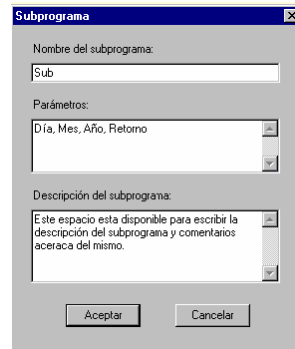 Subprograma
Nombre del subprograma:
Sub
Parámetros:
Día, Mes, Año, Retorno
Descripción del subprograma:
Este espacio esta disponible para escribir la
descripción del subprograma y comentarios
aceraca del mismo.
Aceptar
Cancelar